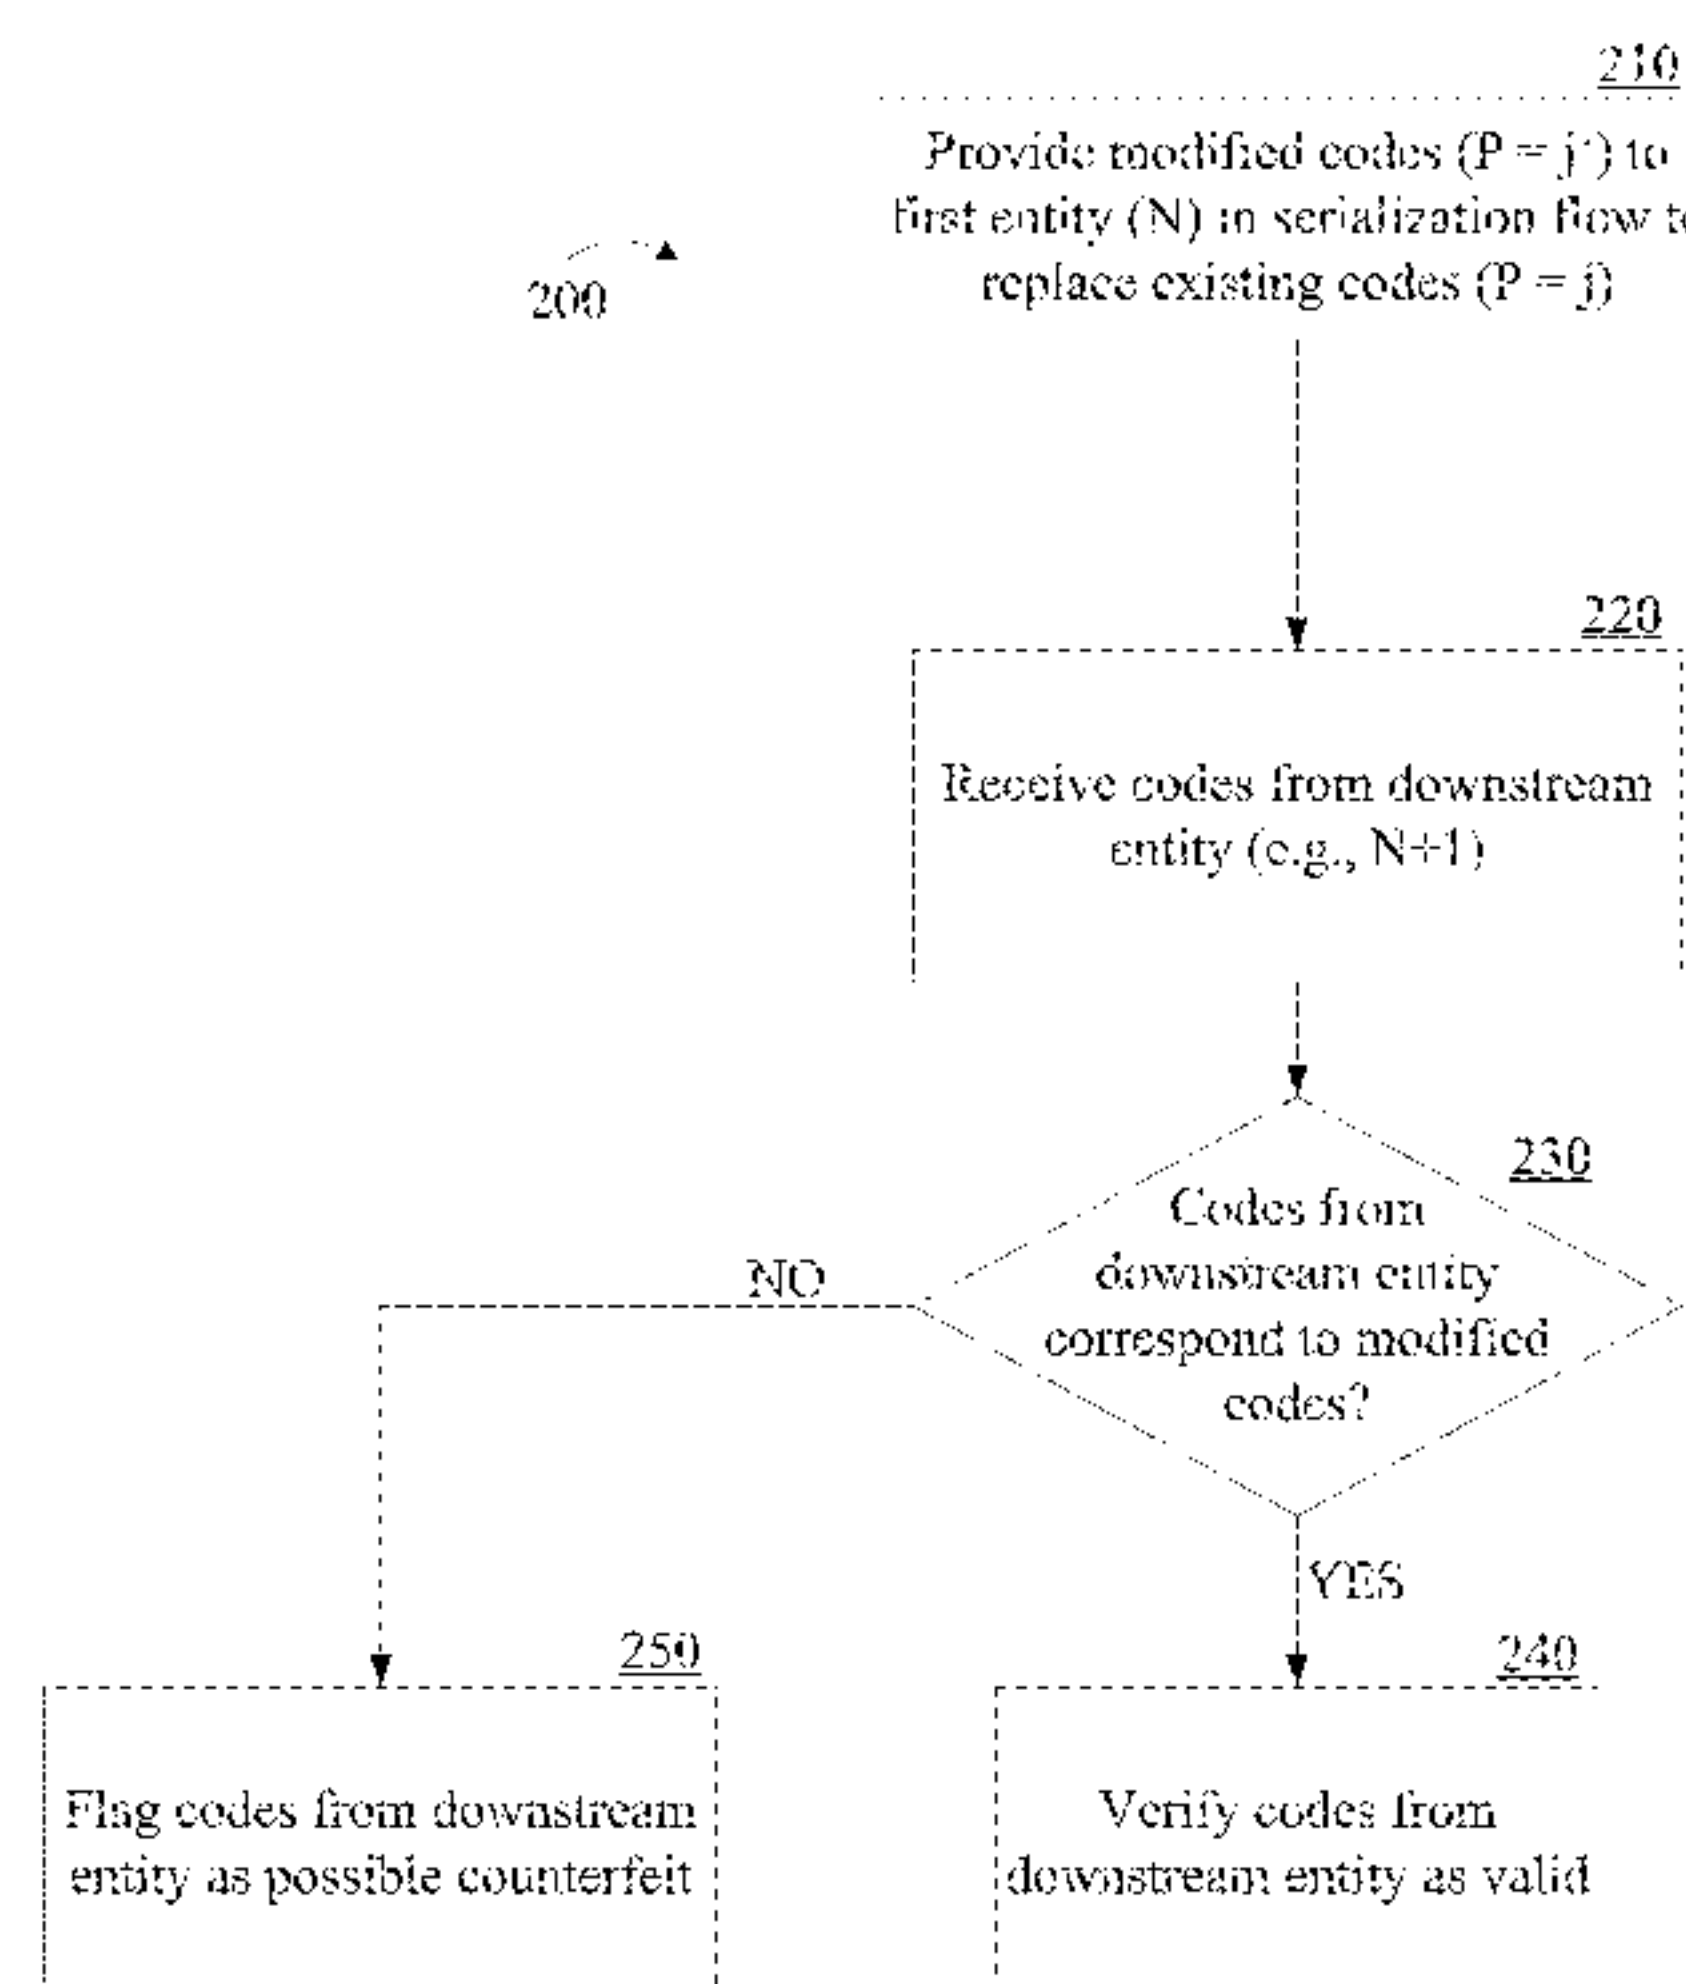 210
Provide modified codes (P = j') to
first entity (N) in serialization flow to
replace existing codes (P = j)
200
220
Receive codes from downstream
entity (e.g., N+1)
230
Codes from
downstream entity
correspond to modified
codes?
NO
YES
250
240
Flag codes from downstream
entity as possible counterfeit
Verify codes from
downstream entity as valid